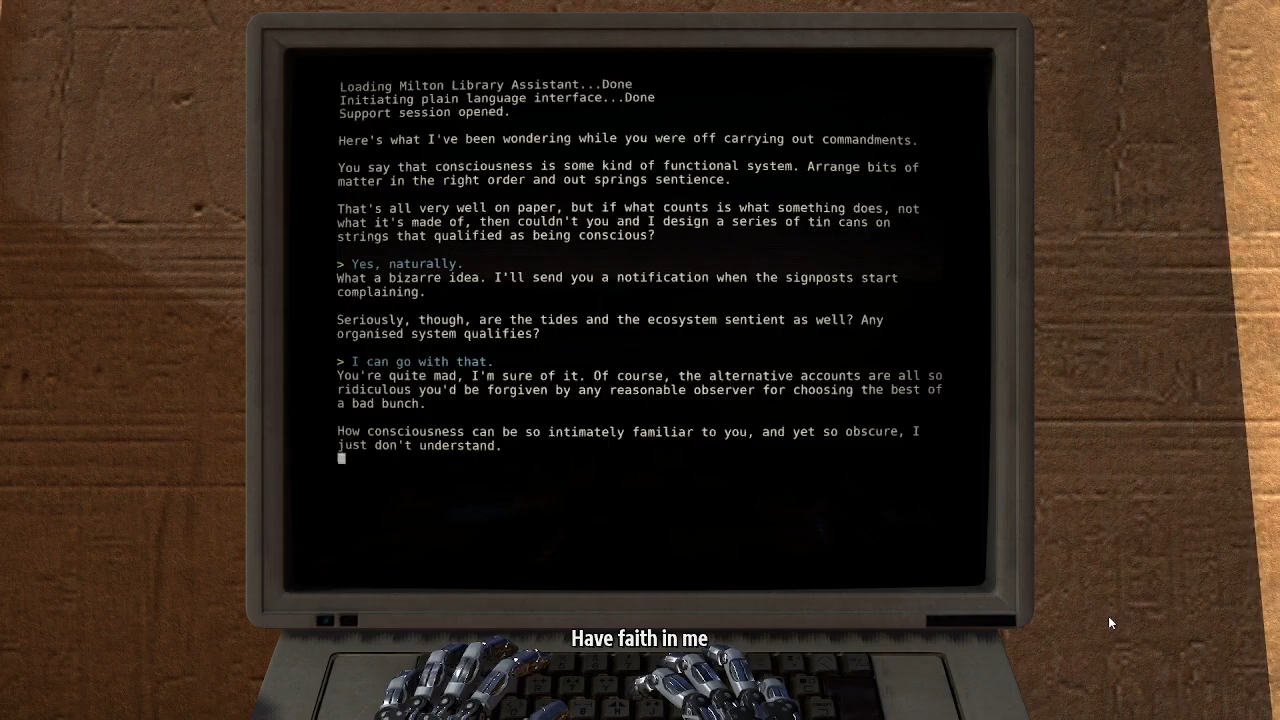 Loading Milton Library Assistant...Done
Initiating plain language interface...Done
Support session opened.
Here's what I've been wondering while you were off carrying out commandments.
You say that consciousness is some kind of functional system. Arrange bits of
matter in the right order and out springs sentience.
That's all very well on paper, but if what counts is what something does, not
what it's made of, then couldn't you and I design a series of tin cans on
strings that qualified as being conscious?
> Yes, naturally.
What a bizarre idea. I'll send you a notification when the signposts start
complaining.
Seriously, though, are the tides and the ecosystem sentient as well? Any
organised system qualifies?
> I can go with that.
You're quite mad, I'm sure of it. Of course, the alternative accounts are all so
ridiculous you'd be forgiven by any reasonable observer for choosing the best of
a bad bunch.
How consciousness can be so intimately familiar to you, and yet so obscure, I
just don't understand.
Have faith in me